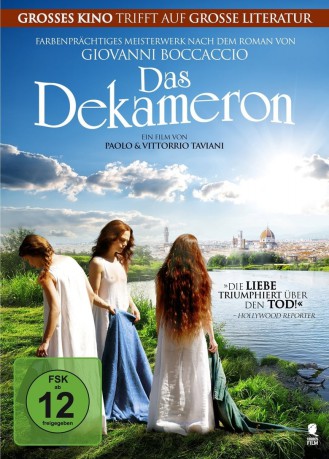 GROSSES KINO TRIFFT AUF GROSSE LITERATUR
FARBENPRÄCHTIGES MEISTERWERK NACH DEM ROMAN VON
GIOVANNI BOCCACCIO
DAS
DEKAMERON
EIN FILM VON
PAOLO & VITTORRIO TAVIANI
»DIE LIEBE
TRIUMPHIERT ÜBER
DEN TOD!«
– HOLLYWOOD REPORTER
FSK
ab
12
freigegeben